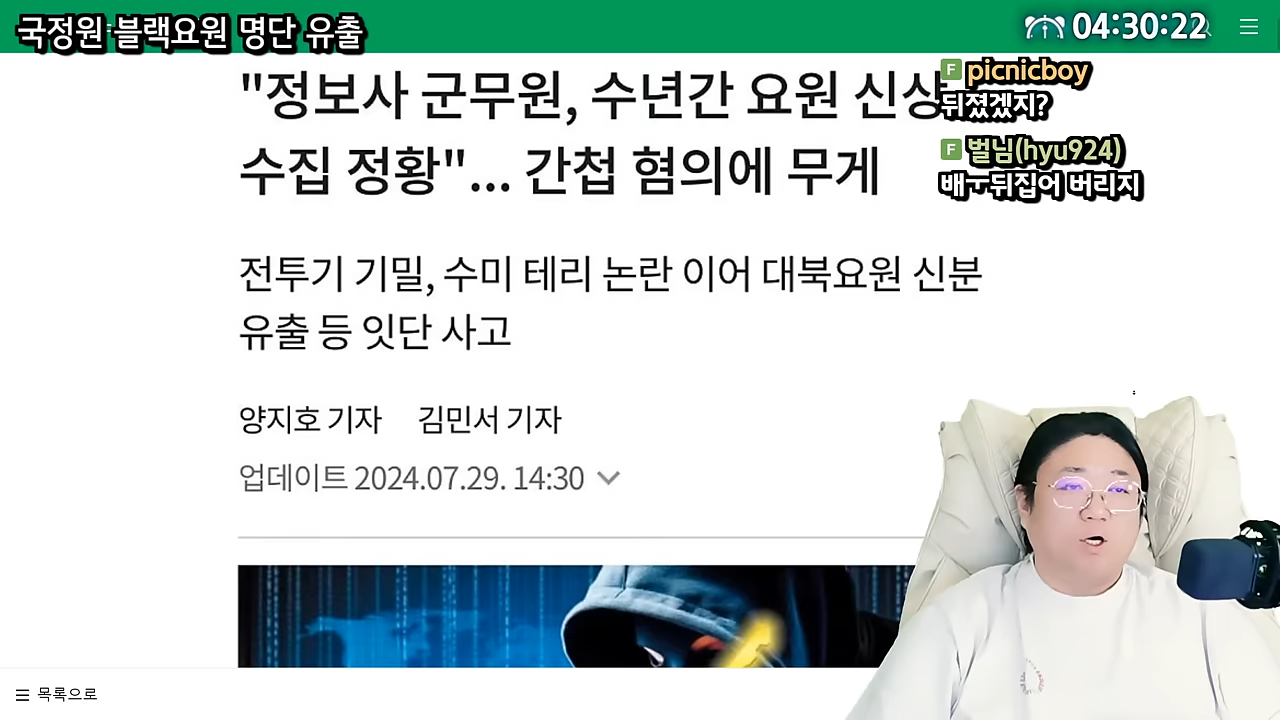 국정원 블랙요원 명단 유출
04:30:22
"정보사 군무원, 수년간 요원 신상
수집 정황"... 간첩 혐의에 무게
F picnicboy
뒤졌겠지?
F 벌님(hyu924)
배ㅜ뒤집어 버리지
전투기 기밀, 수미 테리 논란 이어 대북요원 신분
유출 등 잇단 사고
양지호 기자 김민서 기자
업데이트 2024.07.29. 14:30
목록으로